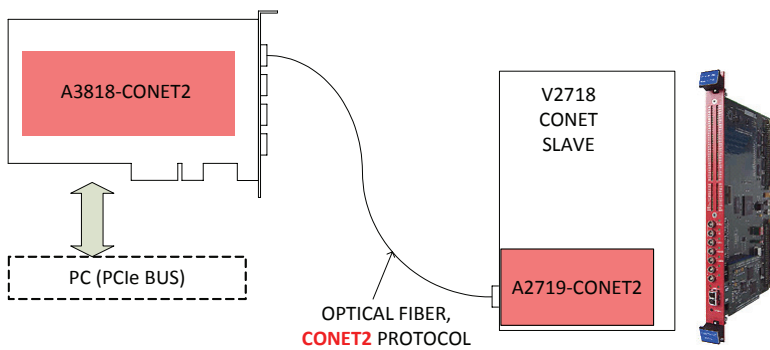 A3818-CONET2
V2718
CONET
SLAVE
PC (PCIe BUS)
A2719-CONET2
OPTICAL FIBER,
CONET2 PROTOCOL